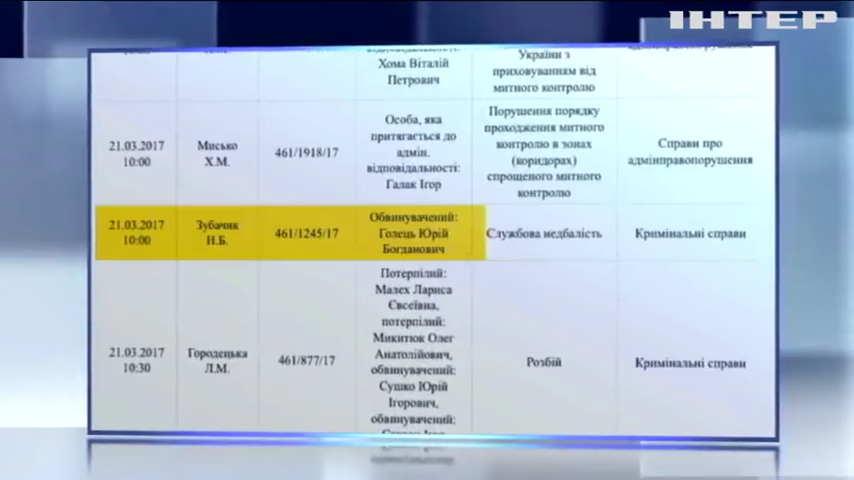 ІНТЕР
Хома Віталій
Петрович
України з
приховуванням від
митного контролю
21.03.2017
10:00
Мисько
Х.М.
461/1918/17
Особа, яка
притягається до
адмін.
відповідальності:
Галак Ігор
Порушення порядку
проходження митного
контролю в зонах
(коридорах)
спрощеного митного
контролю
Справи про
адмінправопорушення
21.03.2017
10:00
Зубачик
Н.Б.
461/1245/17
Обвинувачений:
Голець Юрій
Богданович
Службова недбалість
Кримінальні справи
21.03.2017
10:30
Городецька
Л.М.
461/877/17
Потерпілий:
Малех Лариса
Євсеївна,
потерпілий:
Микитюк Олег
Анатолійович,
обвинувачений:
Сушко Юрій
Ігорович,
обвинувачений:
Розбій
Кримінальні справи